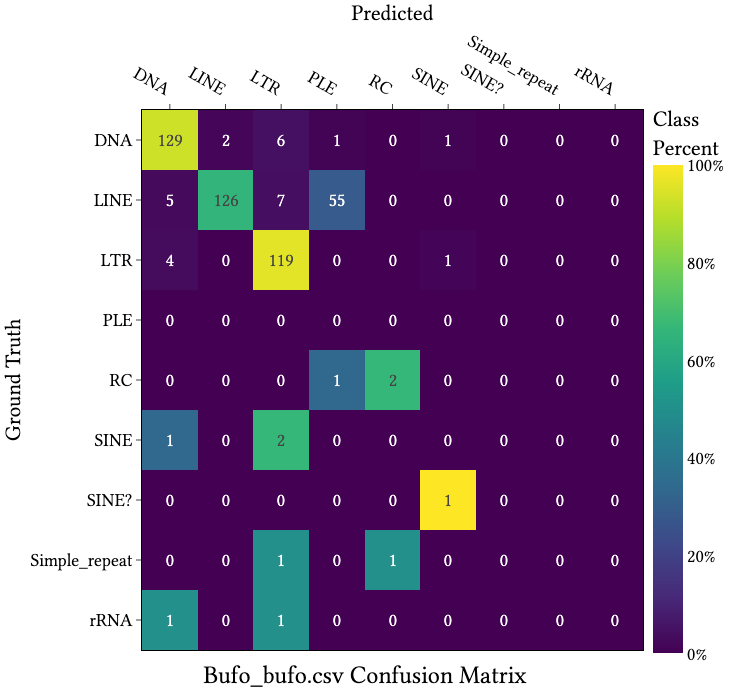 Predicted
DNA LINE LTR PLE RC SINE SINE? Simple_repeat rRNA
Class
Percent
Ground Truth
DNA 129 2 6 1 0 1 0 0 0
LINE 5 126 7 55 0 0 0 0 0
LTR 4 0 119 0 0 1 0 0 0
PLE 0 0 0 0 0 0 0 0 0
RC 0 0 0 1 2 0 0 0 0
SINE 1 0 2 0 0 0 0 0 0
SINE? 0 0 0 0 0 1 0 0 0
Simple_repeat 0 0 1 0 1 0 0 0 0
rRNA 1 0 1 0 0 0 0 0 0
100%
80%
60%
40%
20%
0%
Bufo_bufo.csv Confusion Matrix